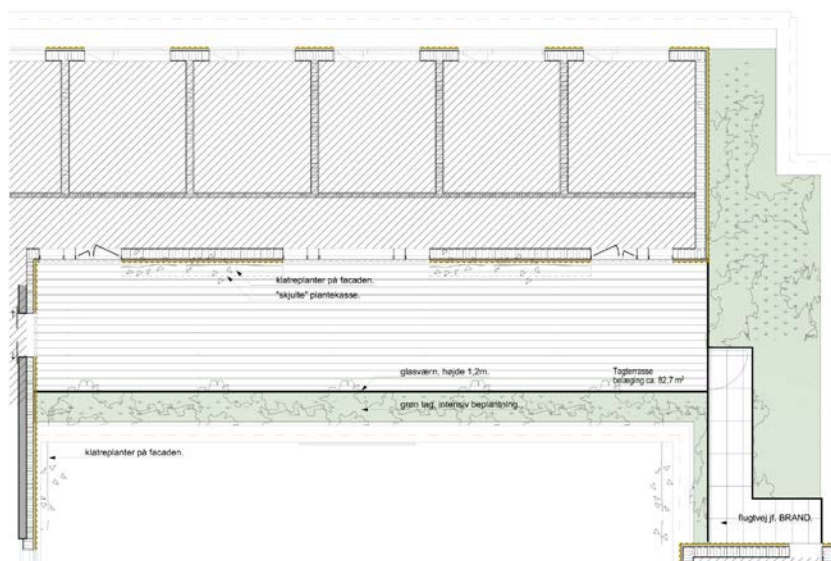 klatreplanter på facaden.
"skjulte" plantekasse.
glasværn, højde 1,2m.
Tagterrasse
belægning ca: 82,7 m²
grøn tag, intensiv beplantning.
klatreplanter på facaden.
flugtvej jf. BRAND.